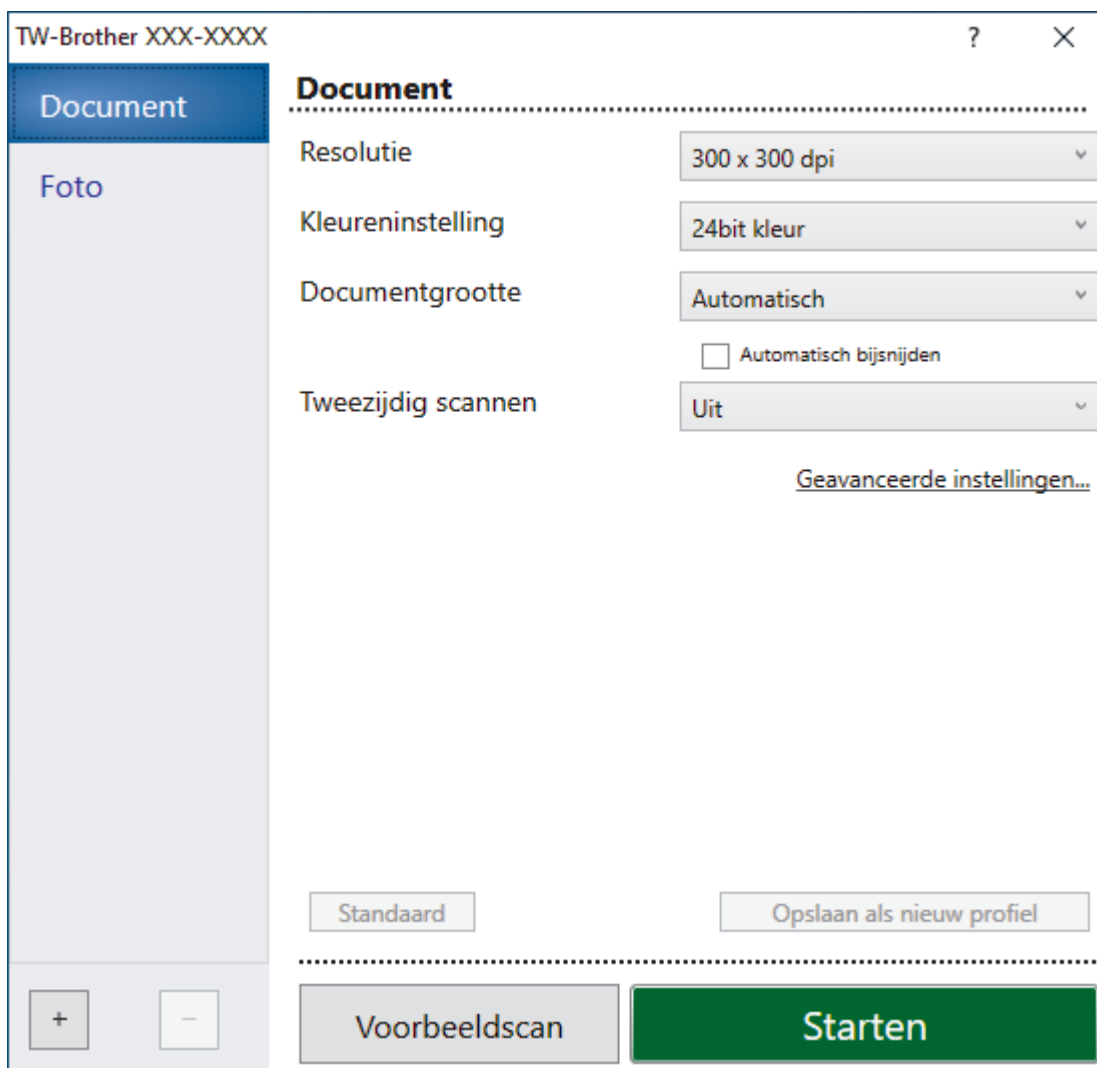 TW-Brother XXX-XXXX
?
Document
Foto
Document
Resolutie
300 x 300 dpi
Kleureninstelling
24bit kleur
Documentgrootte
Automatisch
Automatisch bijsnijden
Tweezijdig scannen
Uit
Geavanceerde instellingen...
Standaard
Opslaan als nieuw profiel
+
−
Voorbeeldscan
Starten